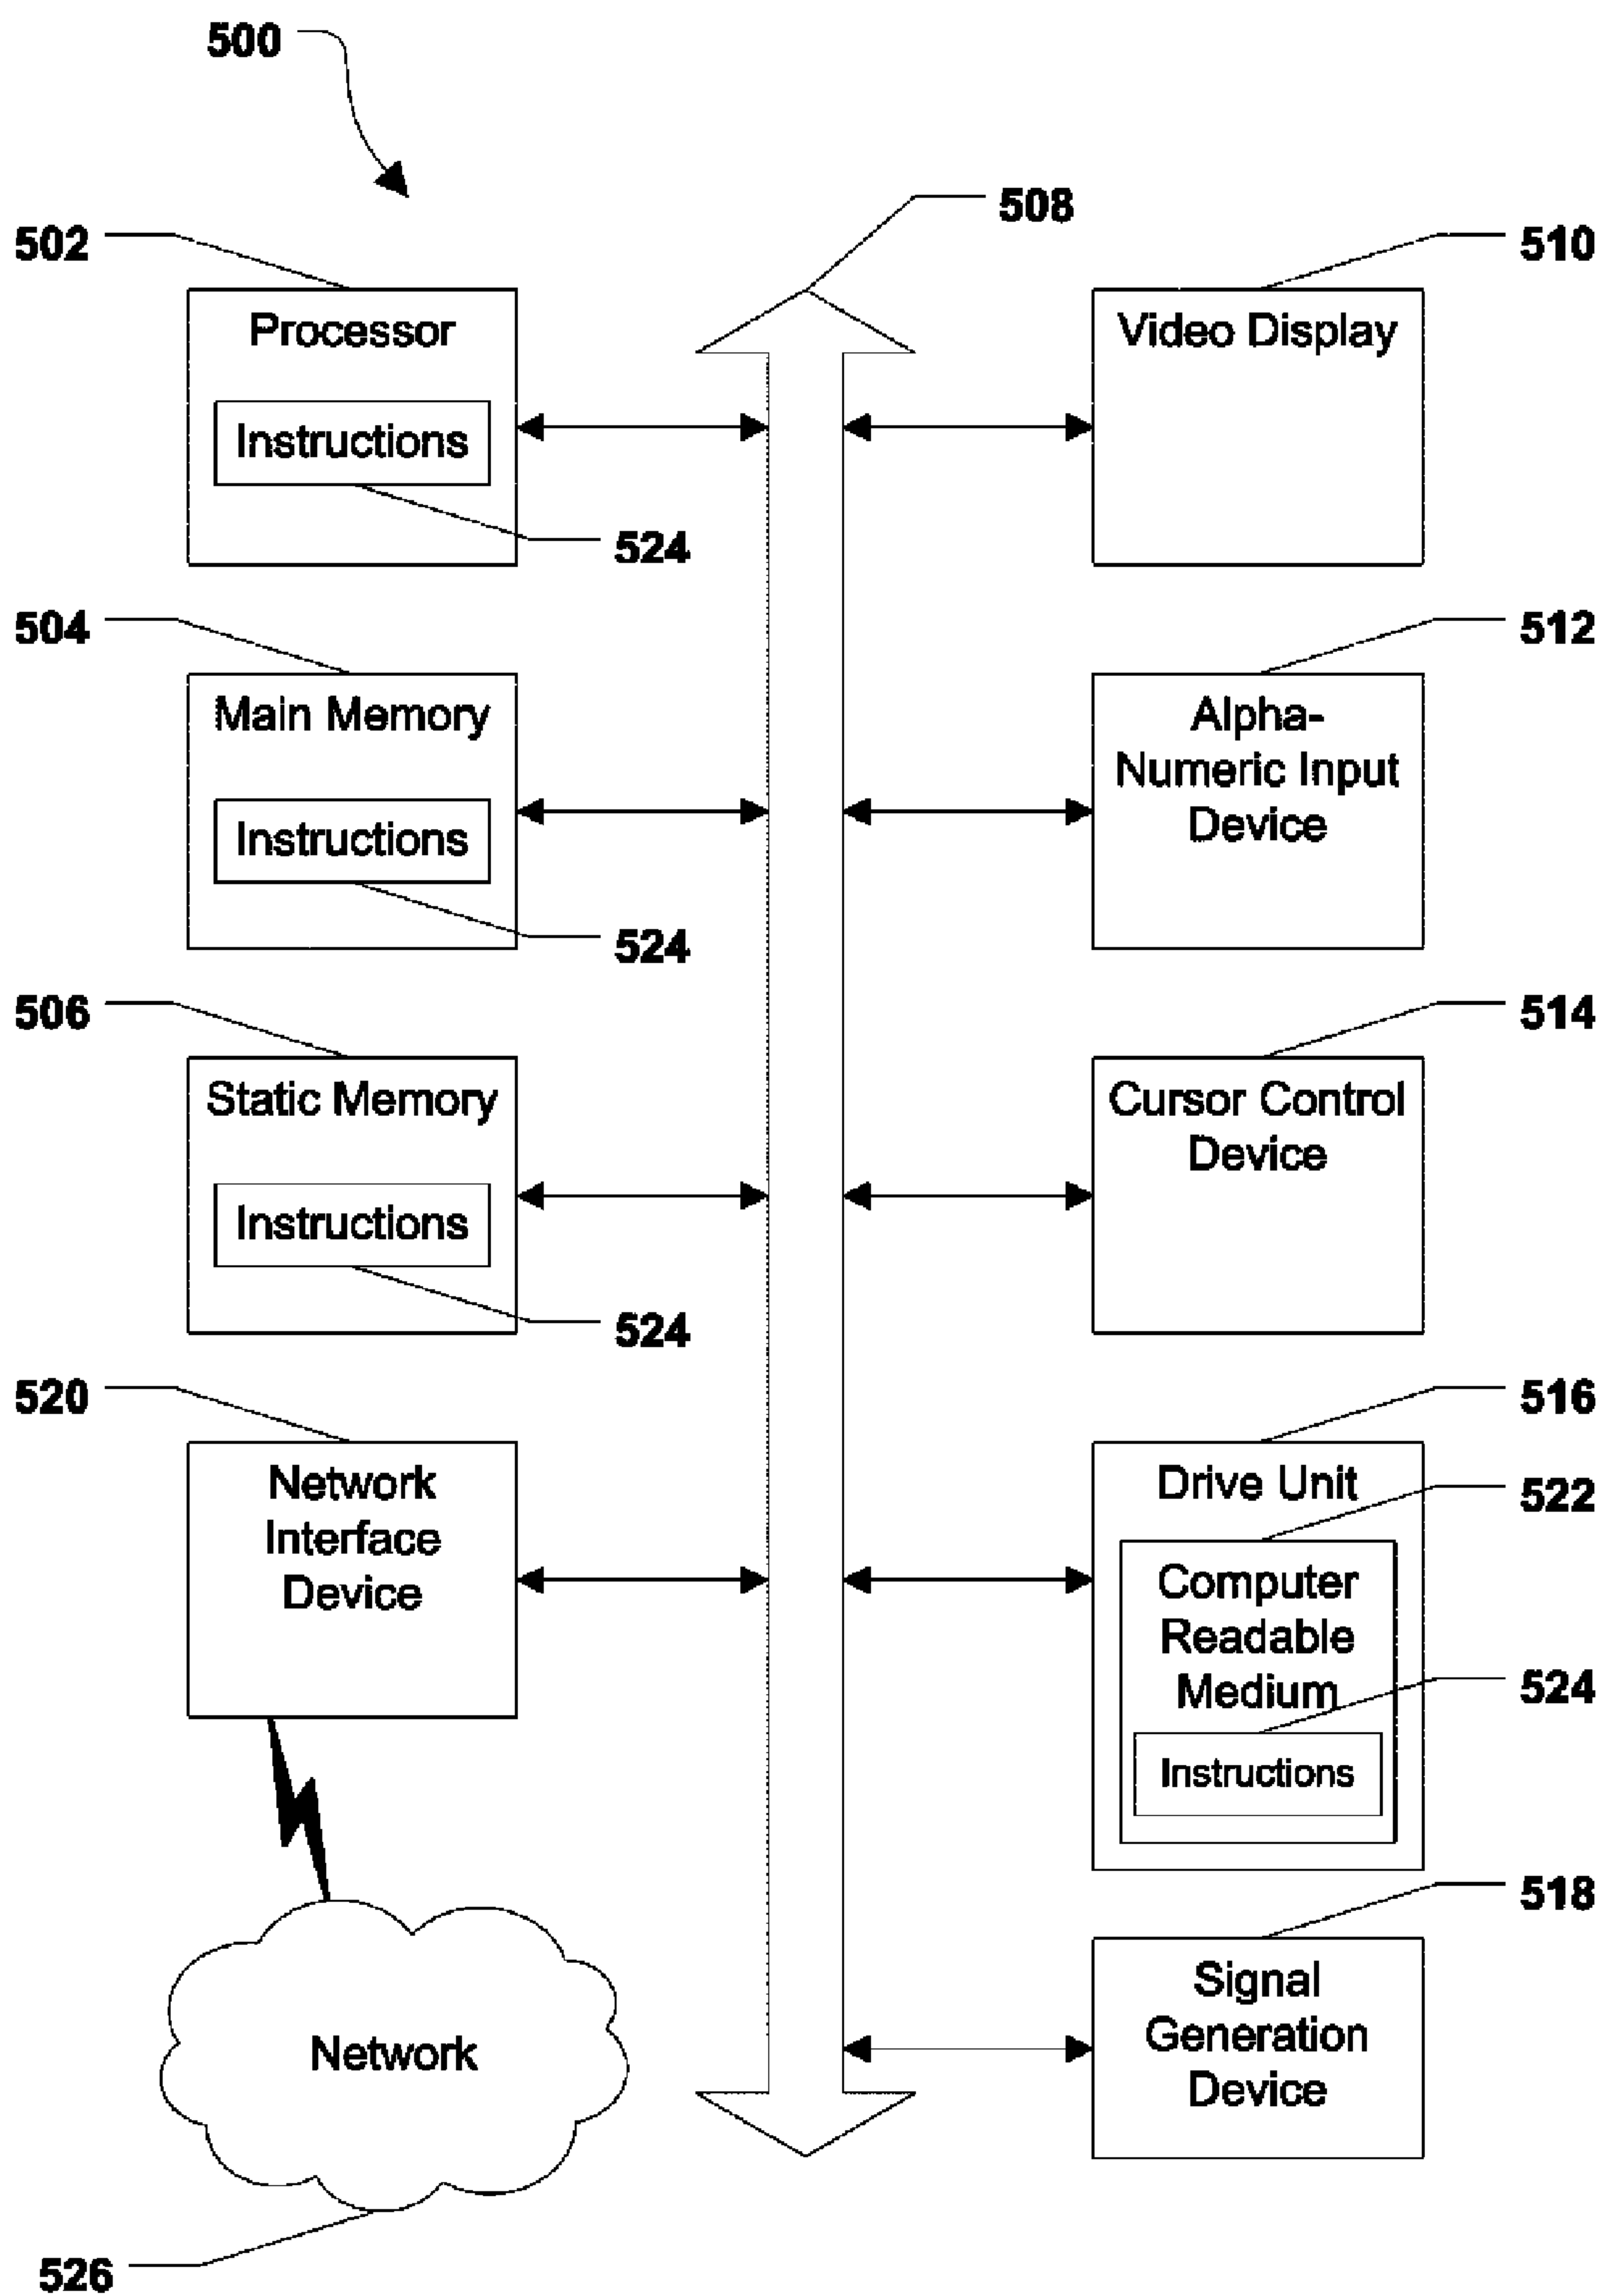 500
508
502
510
Processor
Instructions
524
Video Display
504
512
Main Memory
Instructions
524
Alpha-
Numeric Input
Device
506
514
Static Memory
Instructions
524
Cursor Control
Device
520
516
Network
Interface
Device
Drive Unit
522
Computer
Readable
Medium
524
Instructions
518
Signal
Generation
Device
Network
526